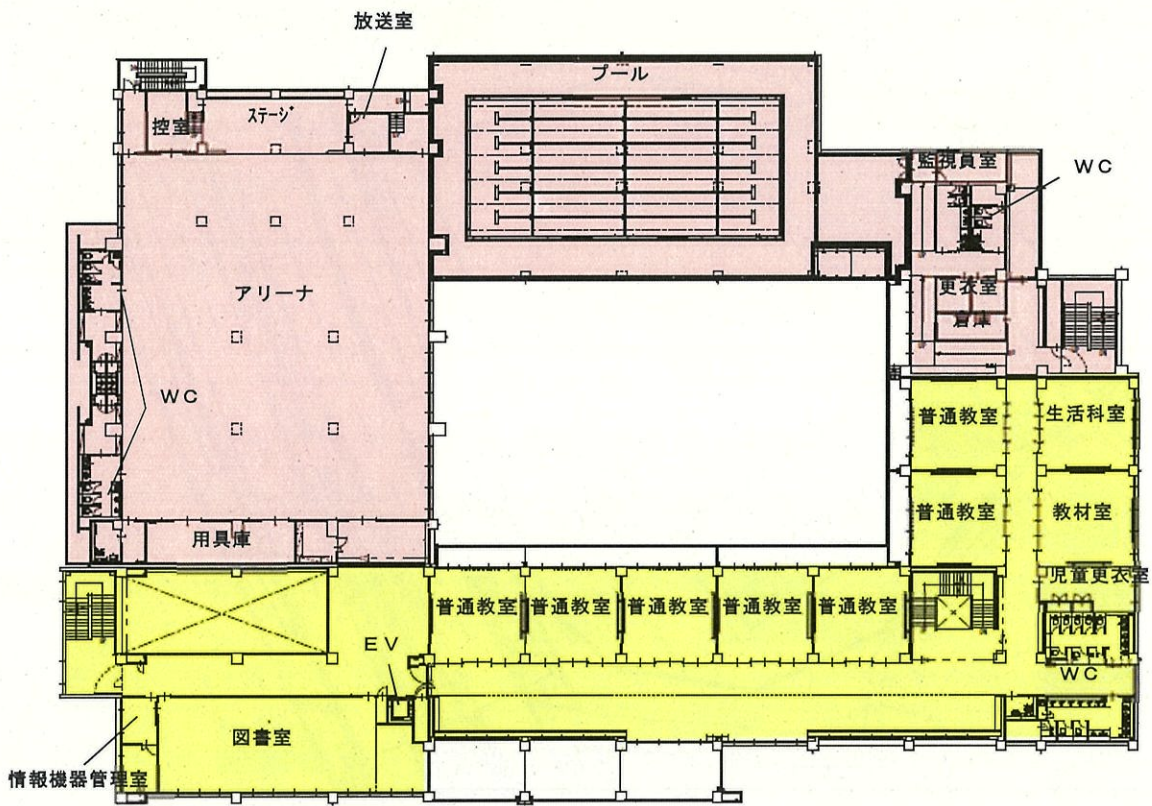 放送室
プール
ステージ
控室
監視員室
WC
アリーナ
更衣室
倉庫
WC
普通教室
生活科室
普通教室
教材室
用具庫
児童更衣室
普通教室
普通教室
普通教室
普通教室
普通教室
EV
WC
図書室
情報機器管理室